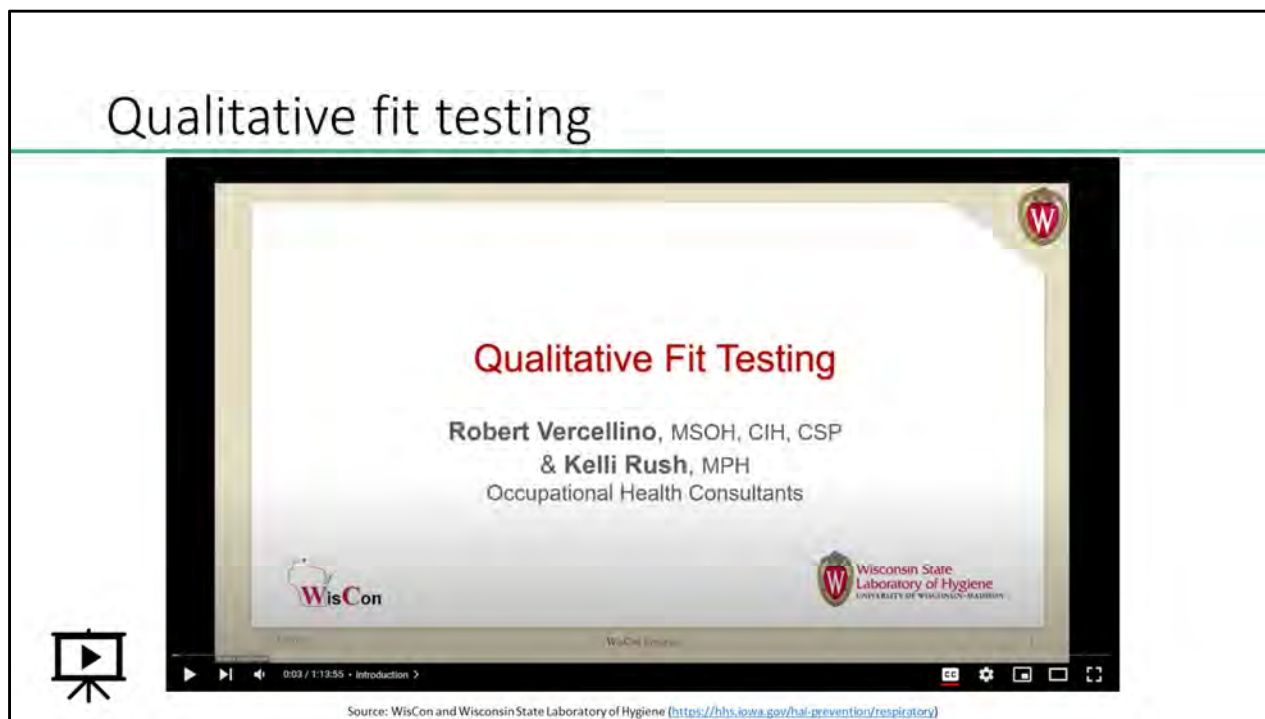 Qualitative fit testing
W
Qualitative Fit Testing
Robert Vercellino, MSOH, CIH, CSP
& Kelli Rush, MPH
Occupational Health Consultants
WisCon
W
Wisconsin State
Laboratory of Hygiene
UNIVERSITY OF WISCONSIN-MADISON
0:03 / 1:13:55 • Introduction >
CC
Source: WisCon and Wisconsin State Laboratory of Hygiene (https://hhs.iowa.gov/hai-prevention/respiratory)